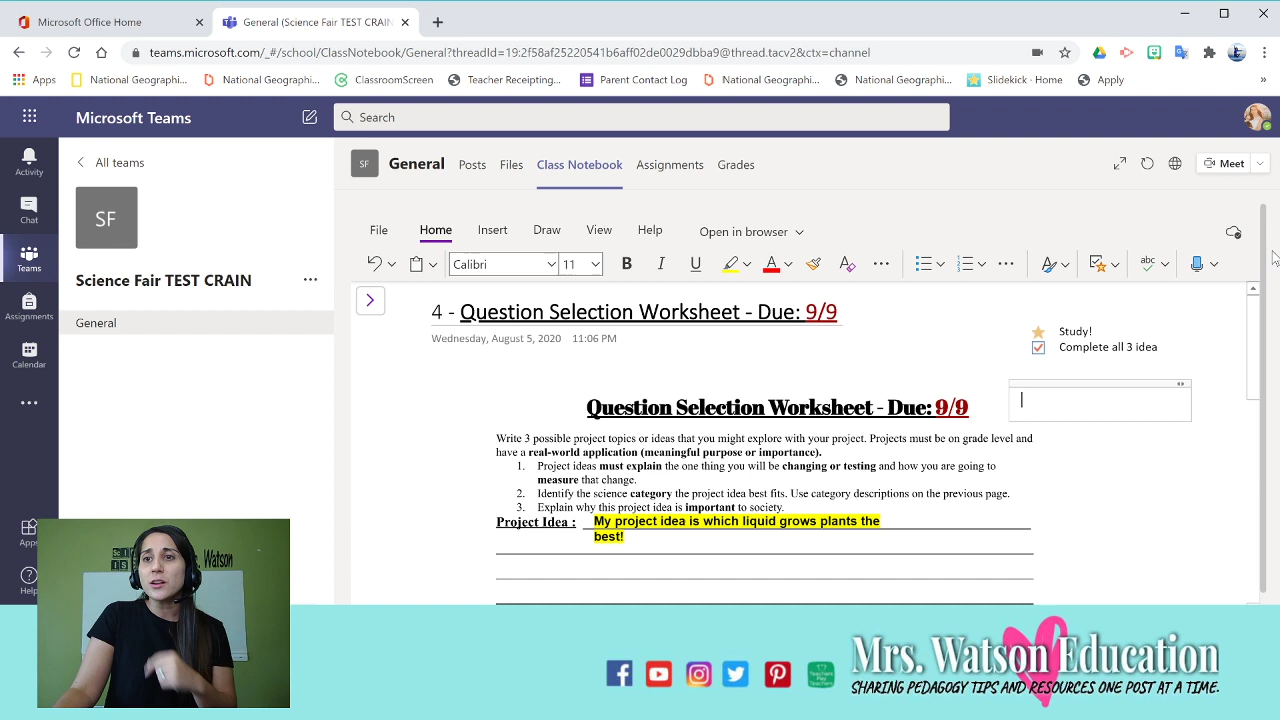 Microsoft Office Home
General (Science Fair TEST CRAIN
teams.microsoft.com/_#/school/ClassNotebook/General?threadId=19:2f58af25220541b6aff02de0029dbba9@thread.tacv2&ctx=channel
Apps National Geographi... National Geographi... ClassroomScreen Teacher Receipting... Parent Contact Log National Geographi... National Geographi... Slidekick · Home Apply »
Microsoft Teams
Search
Activity
Chat
Teams
Assignments
Calendar
Apps
Help
All teams
SF
Science Fair TEST CRAIN
General
SF General Posts Files Class Notebook Assignments Grades Meet
File Home Insert Draw View Help Open in browser
Calibri 11 B I U A A abc
4 - Question Selection Worksheet - Due: 9/9
Wednesday, August 5, 2020 11:06 PM
Study!
Complete all 3 idea
Question Selection Worksheet - Due: 9/9
Write 3 possible project topics or ideas that you might explore with your project. Projects must be on grade level and
have a real-world application (meaningful purpose or importance).
1. Project ideas must explain the one thing you will be changing or testing and how you are going to
measure that change.
2. Identify the science category the project idea best fits. Use category descriptions on the previous page.
3. Explain why this project idea is important to society.
Project Idea : My project idea is which liquid grows plants the
best!
Watson
Mrs. Watson Education
SHARING PEDAGOGY TIPS AND RESOURCES ONE POST AT A TIME.